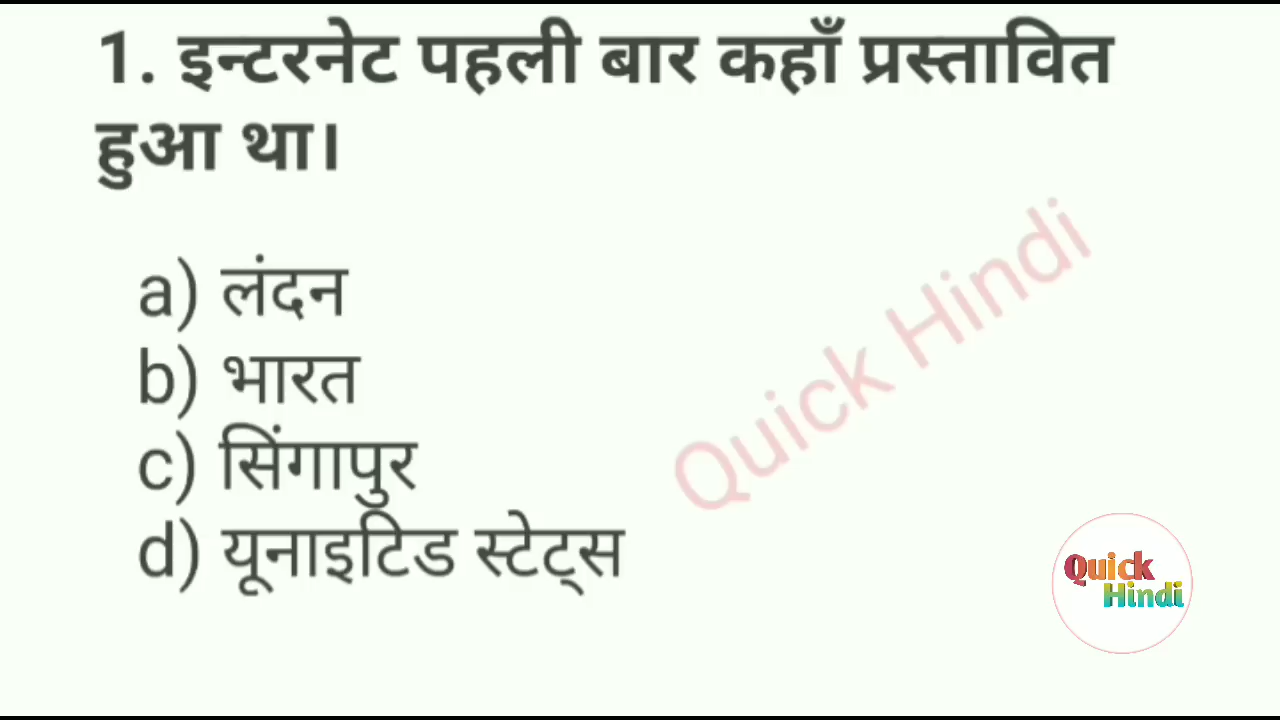 1. इन्टरनेट पहली बार कहाँ प्रस्तावित
हुआ था।
a) लंदन
b) भारत
c) सिंगापुर
d) यूनाइटिड स्टेट्स
Quick Hindi
Quick
Hindi